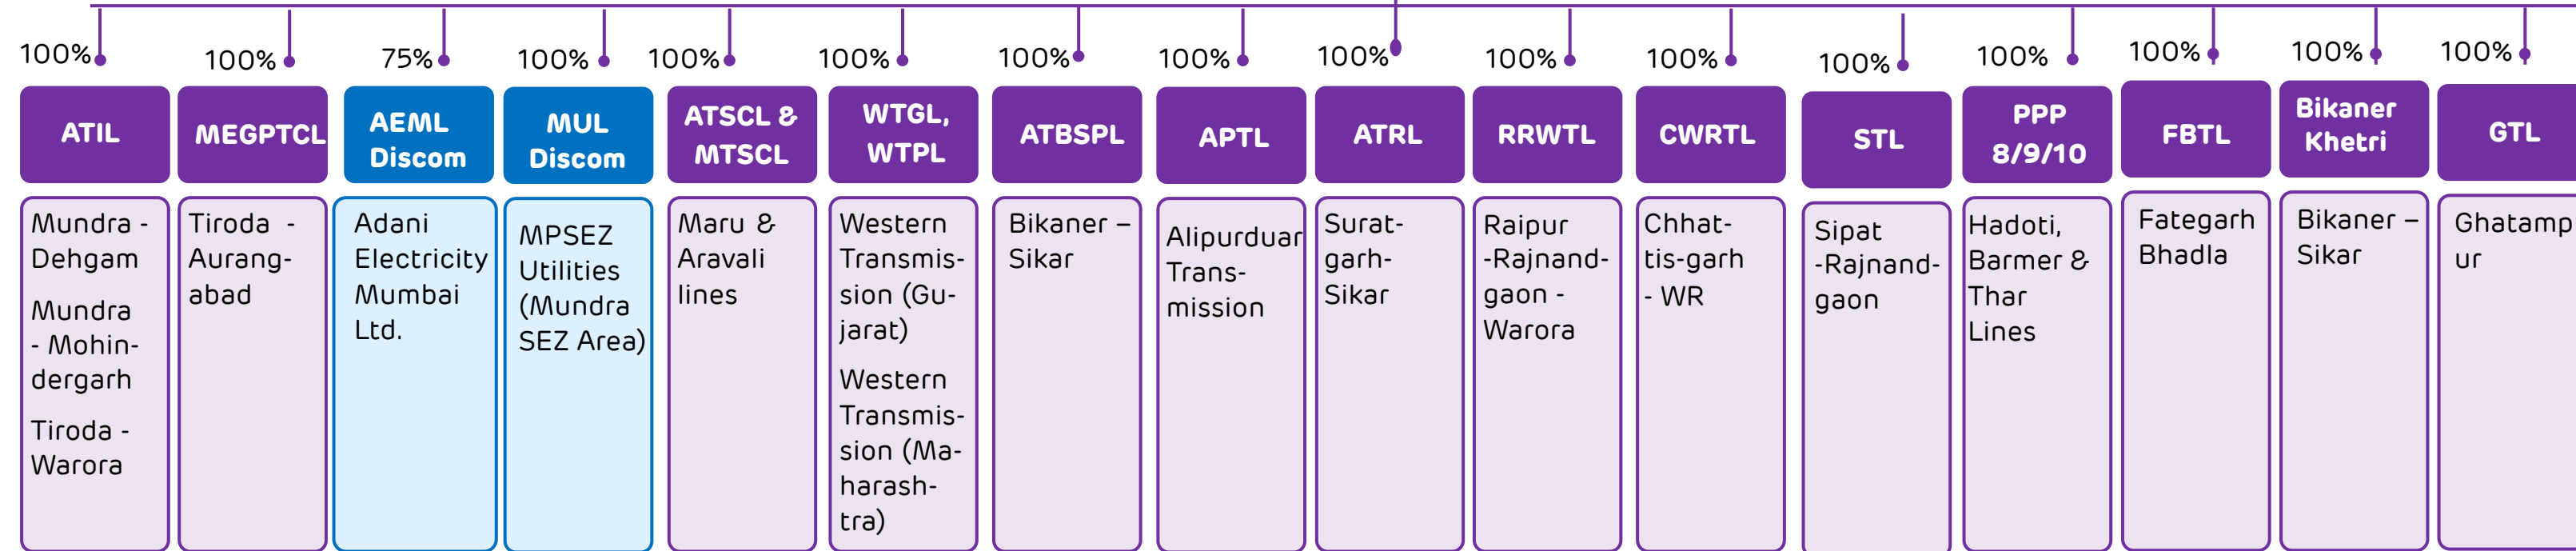 100%
100%
75%
100%
100%
100%
100%
100%
100%
100%
100%
100%
100%
100%
100%
100%
ATIL
MEGPTCL
AEML
Discom
MUL
Discom
ATSCL &
MTSCL
WTGL,
WTPL
ATBSPL
APTL
ATRL
RRWTL
CWRTL
STL
PPP
8/9/10
FBTL
Bikaner
Khetri
GTL
Mundra -
Dehgam
Mundra
- Mohin-
dergarh
Tiroda -
Warora
Tiroda -
Aurang-
abad
Adani
Electricity
Mumbai
Ltd.
MPSEZ
Utilities
(Mundra
SEZ Area)
Maru &
Aravali
lines
Western
Transmis-
sion (Gu-
jarat)
Western
Transmis-
sion (Ma-
harash-
tra)
Bikaner –
Sikar
Alipurduar
Trans-
mission
Surat-
garh-
Sikar
Raipur
-Rajnand-
gaon -
Warora
Chhat-
tis-garh
- WR
Sipat
-Rajnand-
gaon
Hadoti,
Barmer &
Thar
Lines
Fategarh
Bhadla
Bikaner –
Sikar
Ghatamp
ur